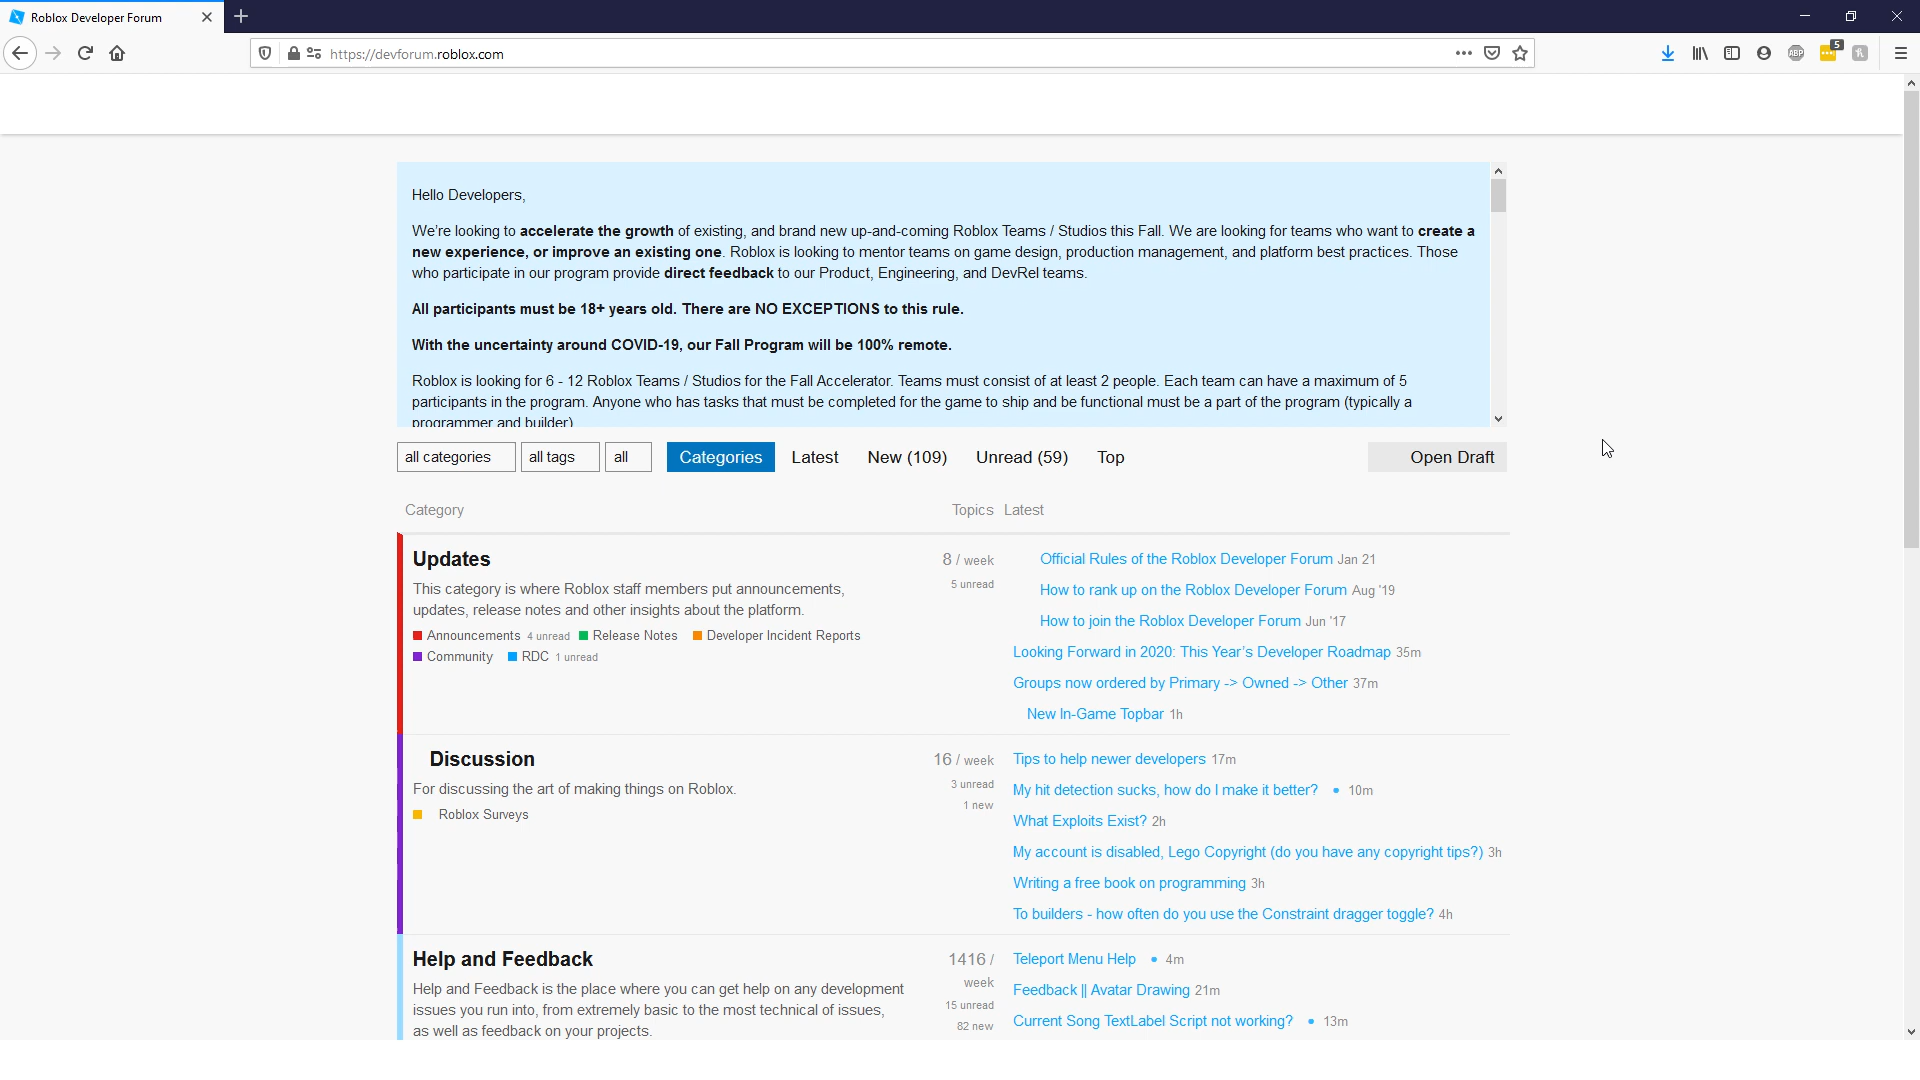 Roblox Developer Forum
https://devforum.roblox.com
ABP
5
Hello Developers,
We're looking to accelerate the growth of existing, and brand new up-and-coming Roblox Teams / Studios this Fall. We are looking for teams who want to create a
new experience, or improve an existing one. Roblox is looking to mentor teams on game design, production management, and platform best practices. Those
who participate in our program provide direct feedback to our Product, Engineering, and DevRel teams.
All participants must be 18+ years old. There are NO EXCEPTIONS to this rule.
With the uncertainty around COVID-19, our Fall Program will be 100% remote.
Roblox is looking for 6 - 12 Roblox Teams / Studios for the Fall Accelerator. Teams must consist of at least 2 people. Each team can have a maximum of 5
participants in the program. Anyone who has tasks that must be completed for the game to ship and be functional must be a part of the program (typically a
programmer and builder)
all categories all tags all Categories Latest New (109) Unread (59) Top Open Draft
Category Topics Latest
Updates
This category is where Roblox staff members put announcements,
updates, release notes and other insights about the platform.
Announcements 4 unread Release Notes Developer Incident Reports
Community RDC 1 unread
8 / week
5 unread
Official Rules of the Roblox Developer Forum Jan 21
How to rank up on the Roblox Developer Forum Aug '19
How to join the Roblox Developer Forum Jun '17
Looking Forward in 2020: This Year's Developer Roadmap 35m
Groups now ordered by Primary -> Owned -> Other 37m
New In-Game Topbar 1h
Discussion
For discussing the art of making things on Roblox.
Roblox Surveys
16 / week
3 unread
1 new
Tips to help newer developers 17m
My hit detection sucks, how do I make it better? 10m
What Exploits Exist? 2h
My account is disabled, Lego Copyright (do you have any copyright tips?) 3h
Writing a free book on programming 3h
To builders - how often do you use the Constraint dragger toggle? 4h
Help and Feedback
Help and Feedback is the place where you can get help on any development
issues you run into, from extremely basic to the most technical of issues,
as well as feedback on your projects.
1416 /
week
15 unread
82 new
Teleport Menu Help 4m
Feedback || Avatar Drawing 21m
Current Song TextLabel Script not working? 13m